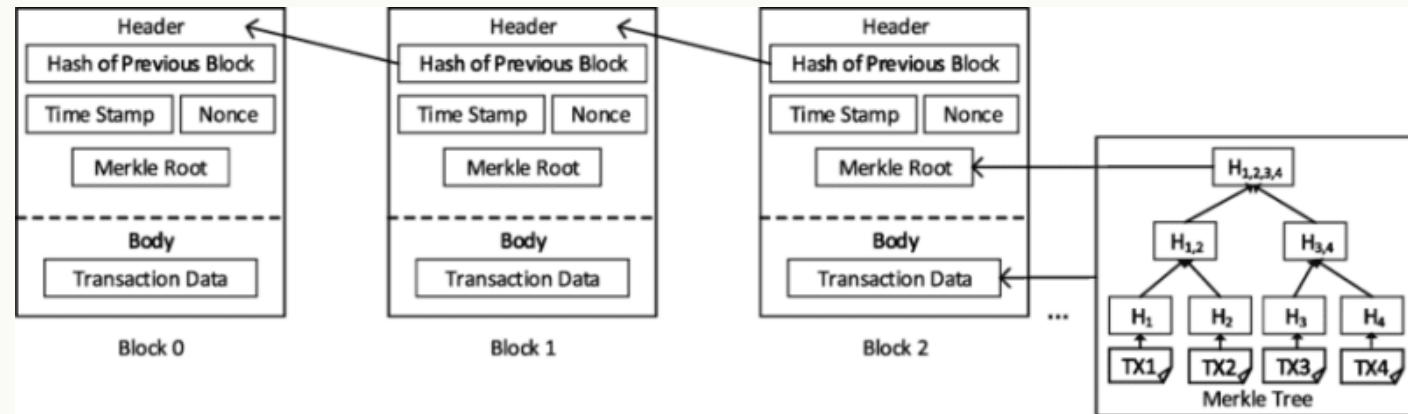 Header
Hash of Previous Block
Time Stamp Nonce
Merkle Root
Body
Transaction Data
Block 0
Header
Hash of Previous Block
Time Stamp Nonce
Merkle Root
Body
Transaction Data
Block 1
Header
Hash of Previous Block
Time Stamp Nonce
Merkle Root
Body
Transaction Data
Block 2
...
H1,2,3,4
H1,2 H3,4
H1 H2 H3 H4
TX1 TX2 TX3 TX4
Merkle Tree